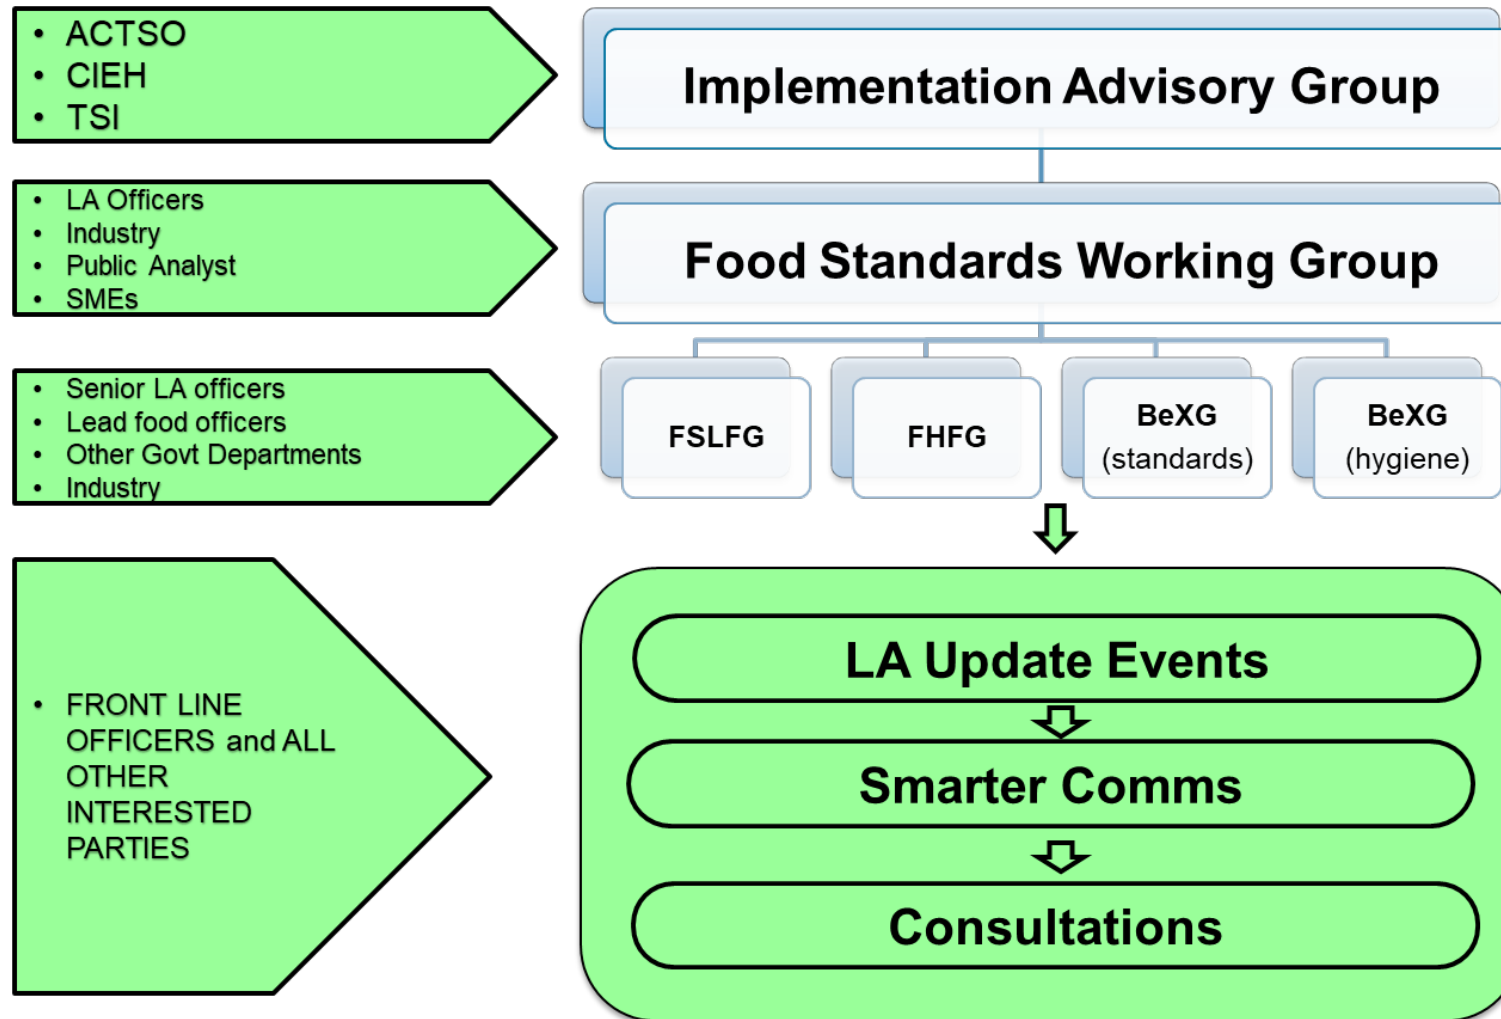 • ACTSO
• CIEH
• TSI
Implementation Advisory Group
• LA Officers
• Industry
• Public Analyst
• SMEs
Food Standards Working Group
• Senior LA officers
• Lead food officers
• Other Govt Departments
• Industry
FSLFG
FHFG
BeXG
(standards)
BeXG
(hygiene)
• FRONT LINE
OFFICERS and ALL
OTHER
INTERESTED
PARTIES
LA Update Events
Smarter Comms
Consultations